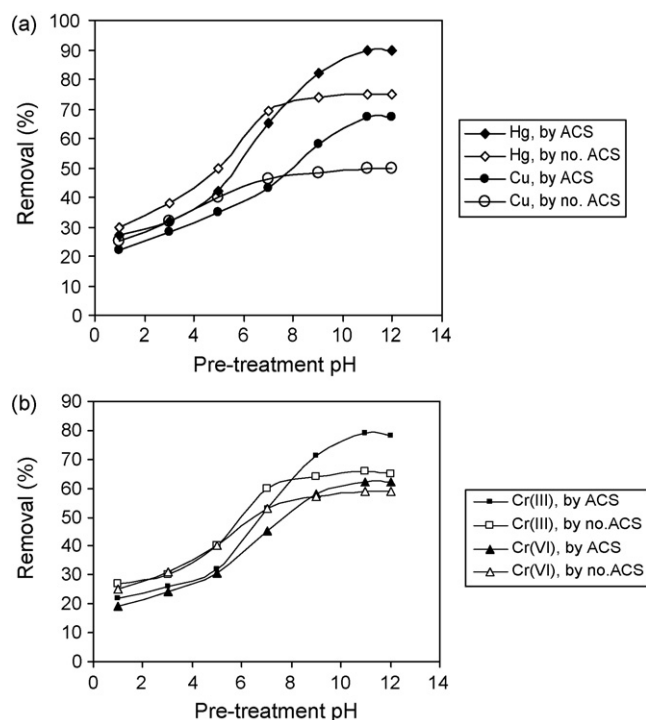 (a)
100
90
80
70
60
50
40
30
20
10
0
Removal (%)
0 2 4 6 8 10 12 14
Pre-treatment pH
Hg, by ACS
Hg, by no. ACS
Cu, by ACS
Cu, by no. ACS
(b)
90
80
70
60
50
40
30
20
10
0
Removal (%)
0 2 4 6 8 10 12 14
Pre-treatment pH
Cr(III), by ACS
Cr(III), by no.ACS
Cr(VI), by ACS
Cr(VI), by no.ACS